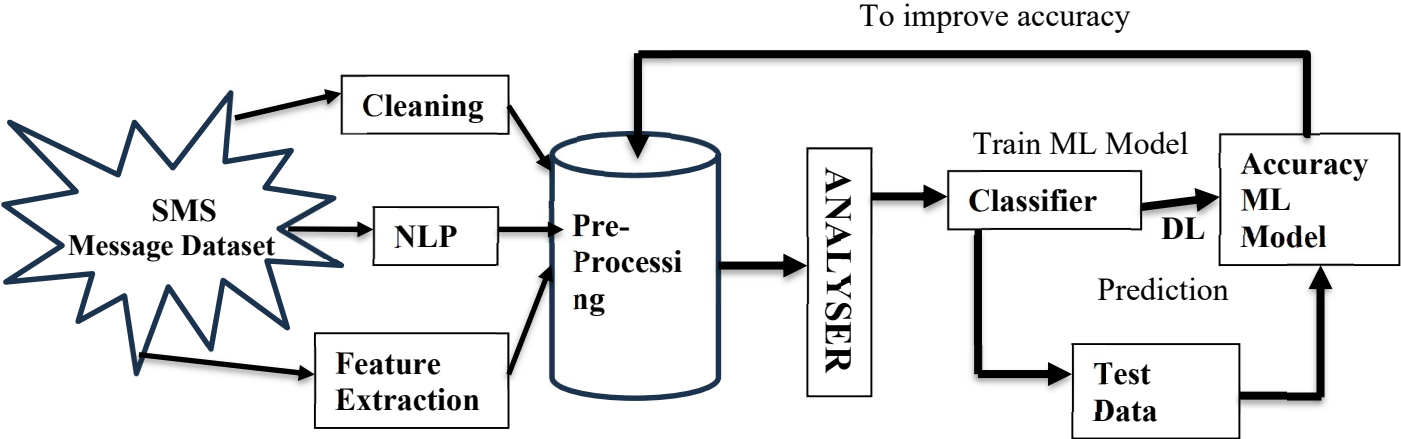 To improve accuracy
Cleaning
SMS
Message Dataset
NLP
Feature
Extraction
Pre-
Processi
ng
ANALYSER
Train ML Model
Classifier
DL
Accuracy
ML
Model
Prediction
Test
Data